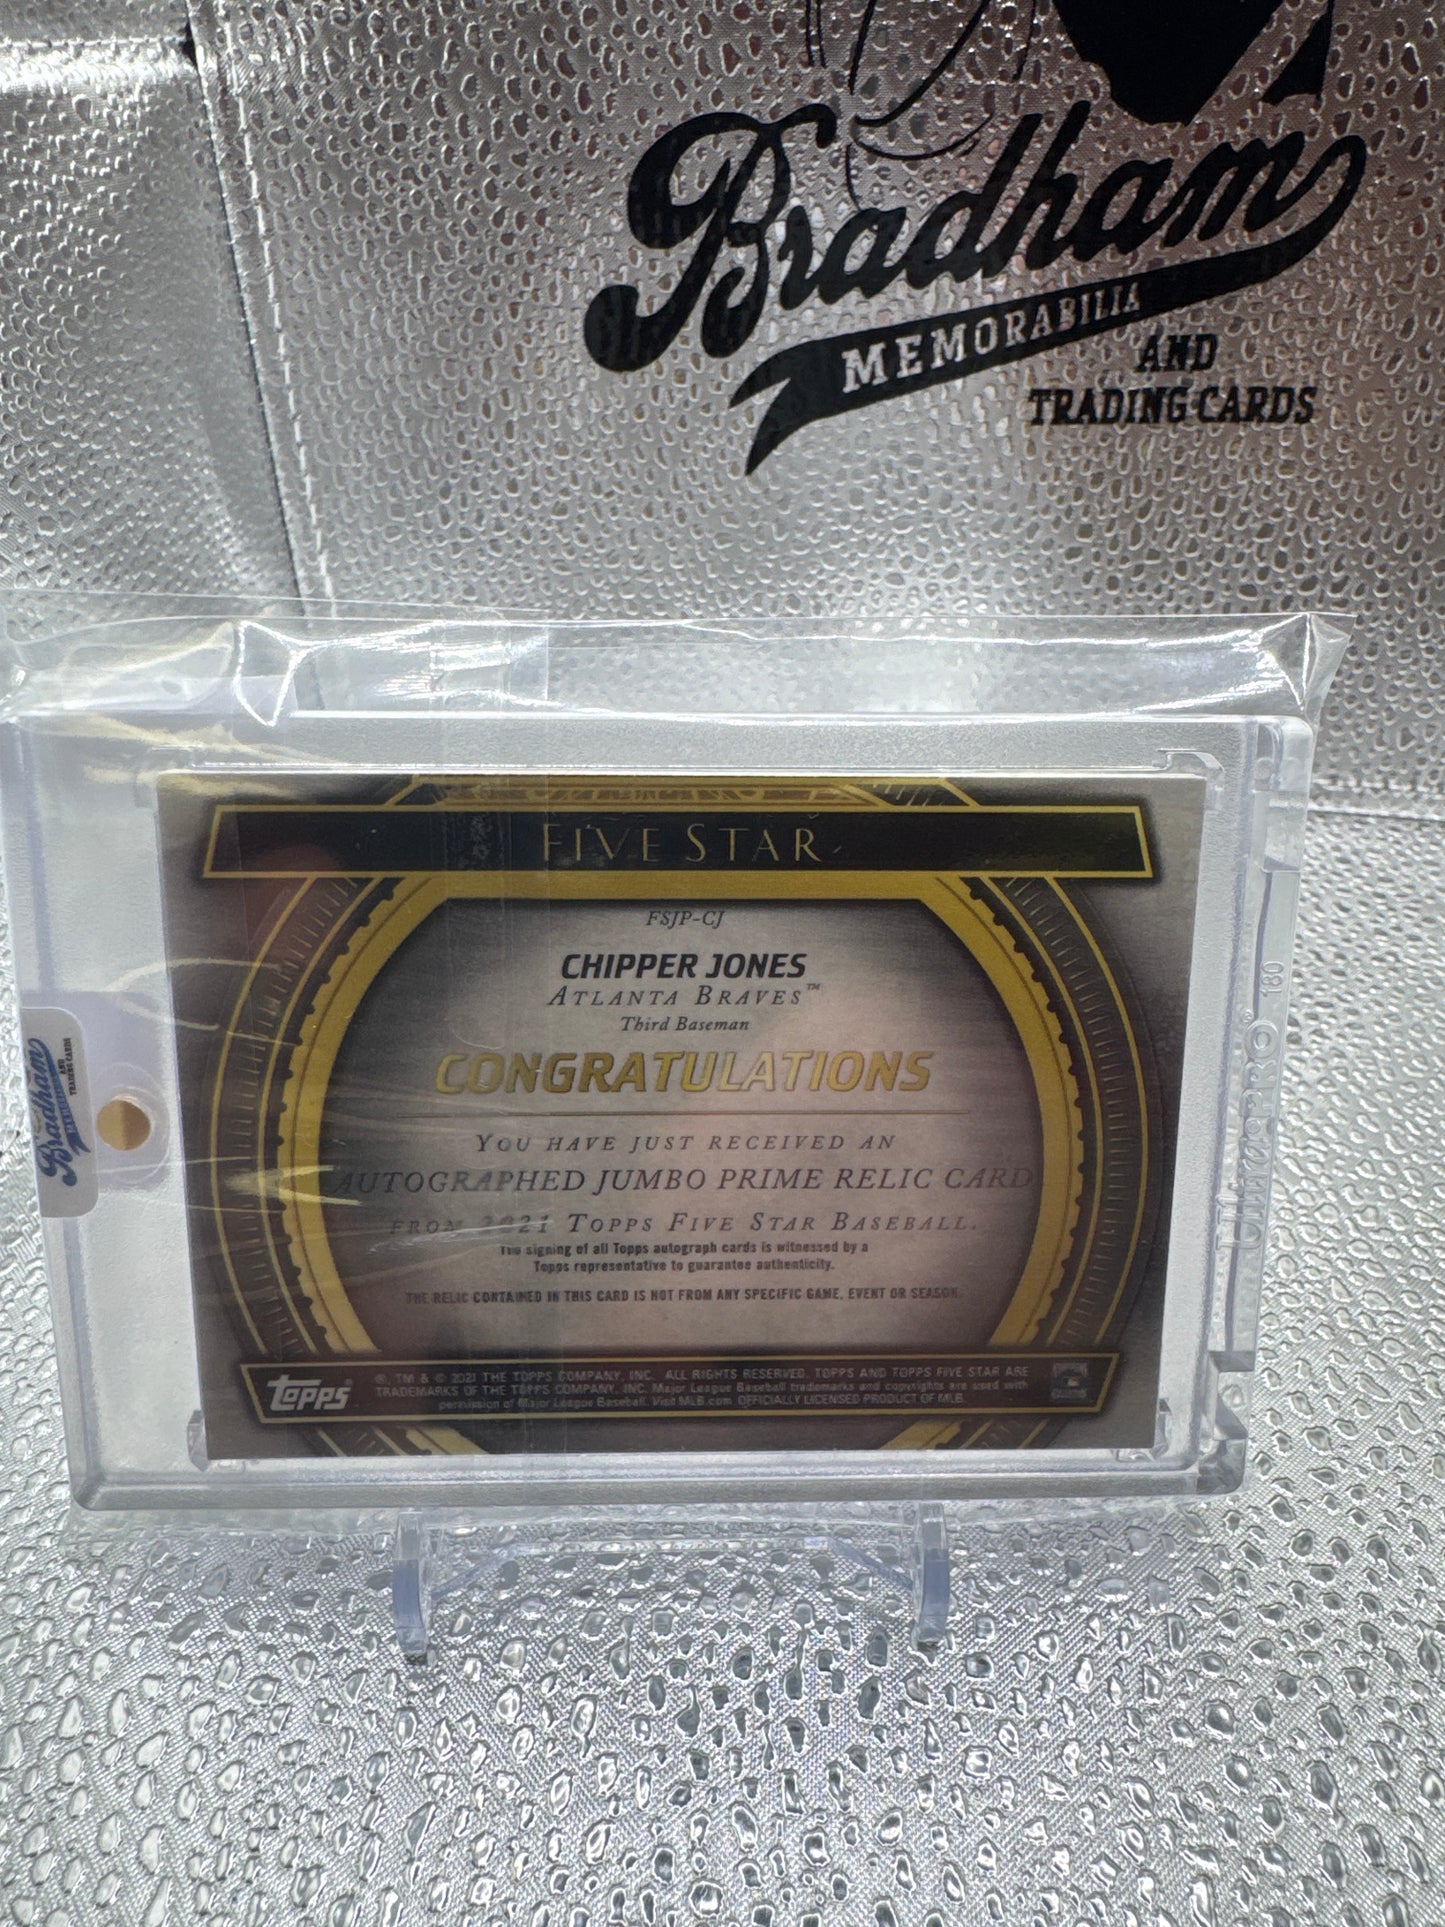 Bradham
MEMORABILIA
AND
TRADING CARDS
FIVE STAR
FSJP-CJ
CHIPPER JONES
ATLANTA BRAVES™
Third Baseman
CONGRATULATIONS
YOU HAVE JUST RECEIVED AN
AUTOGRAPHED JUMBO PRIME RELIC CARD
FROM 2021 TOPPS FIVE STAR BASEBALL.
The signing of all Topps autograph cards is witnessed by a
Topps representative to guarantee authenticity.
THE RELIC CONTAINED IN THIS CARD IS NOT FROM ANY SPECIFIC GAME, EVENT OR SEASON.
topps
®, TM & © 2021 THE TOPPS COMPANY, INC. ALL RIGHTS RESERVED. TOPPS AND TOPPS FIVE STAR ARE
TRADEMARKS OF THE TOPPS COMPANY, INC. Major League Baseball trademarks and copyrights are used with
permission of Major League Baseball. Visit MLB.com OFFICIALLY LICENSED PRODUCT OF MLB.
Bradham
MEMORABILIA
AND
TRADING CARDS
UltraPRO®
180